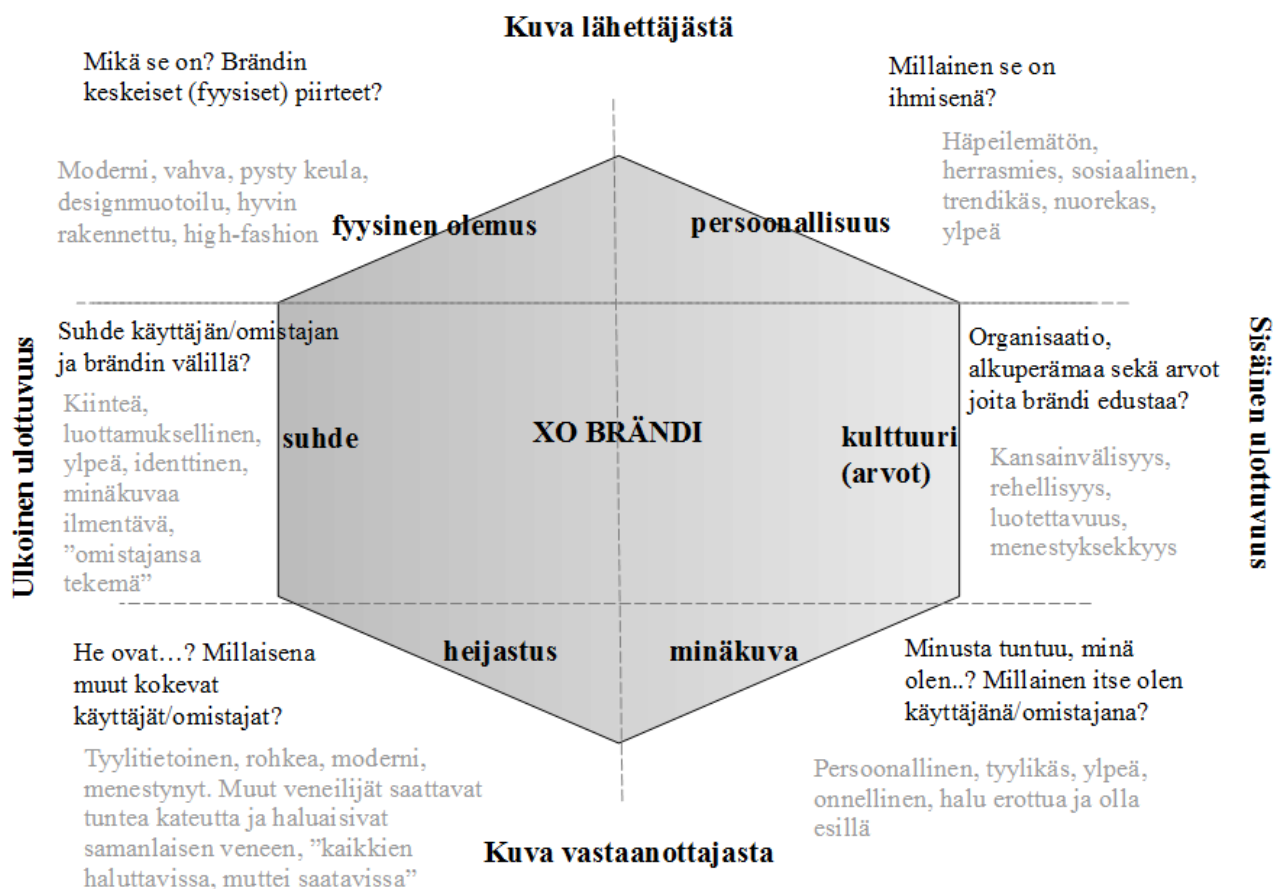 Kuva lähettäjästä
Mikä se on? Brändin
keskeiset (fyysiset) piirteet?
Millainen se on
ihmisenä?
Moderni, vahva, pysty keula,
designmuotoilu, hyvin
rakennettu, high-fashion
Häpeilemätön,
herrasmies, sosiaalinen,
trendikäs, nuorekas,
ylpeä
fyysinen olemus
persoonallisuus
Ulkoinen ulottuvuus
Suhde käyttäjän/omistajan
ja brändin välillä?
Kiinteä,
luottamuksellinen,
ylpeä, identtinen,
minäkuvaa
ilmentävä,
”omistajansa
tekemä”
suhde
XO BRÄNDI
kulttuuri
(arvot)
Organisaatio,
alkuperämaa sekä arvot
joita brändi edustaa?
Kansainvälisyys,
rehellisyys,
luotettavuus,
menestyksekkyys
Sisäinen ulottuvuus
heijastus
minäkuva
He ovat…? Millaisena
muut kokevat
käyttäjät/omistajat?
Tyylitietoinen, rohkea, moderni,
menestynyt. Muut veneilijät saattavat
tuntea kateutta ja haluaisivat
samanlaisen veneen, ”kaikkien
haluttavissa, muttei saatavissa”
Minusta tuntuu, minä
olen..? Millainen itse olen
käyttäjänä/omistajana?
Persoonallinen, tyylikäs, ylpeä,
onnellinen, halu erottua ja olla
esillä
Kuva vastaanottajasta